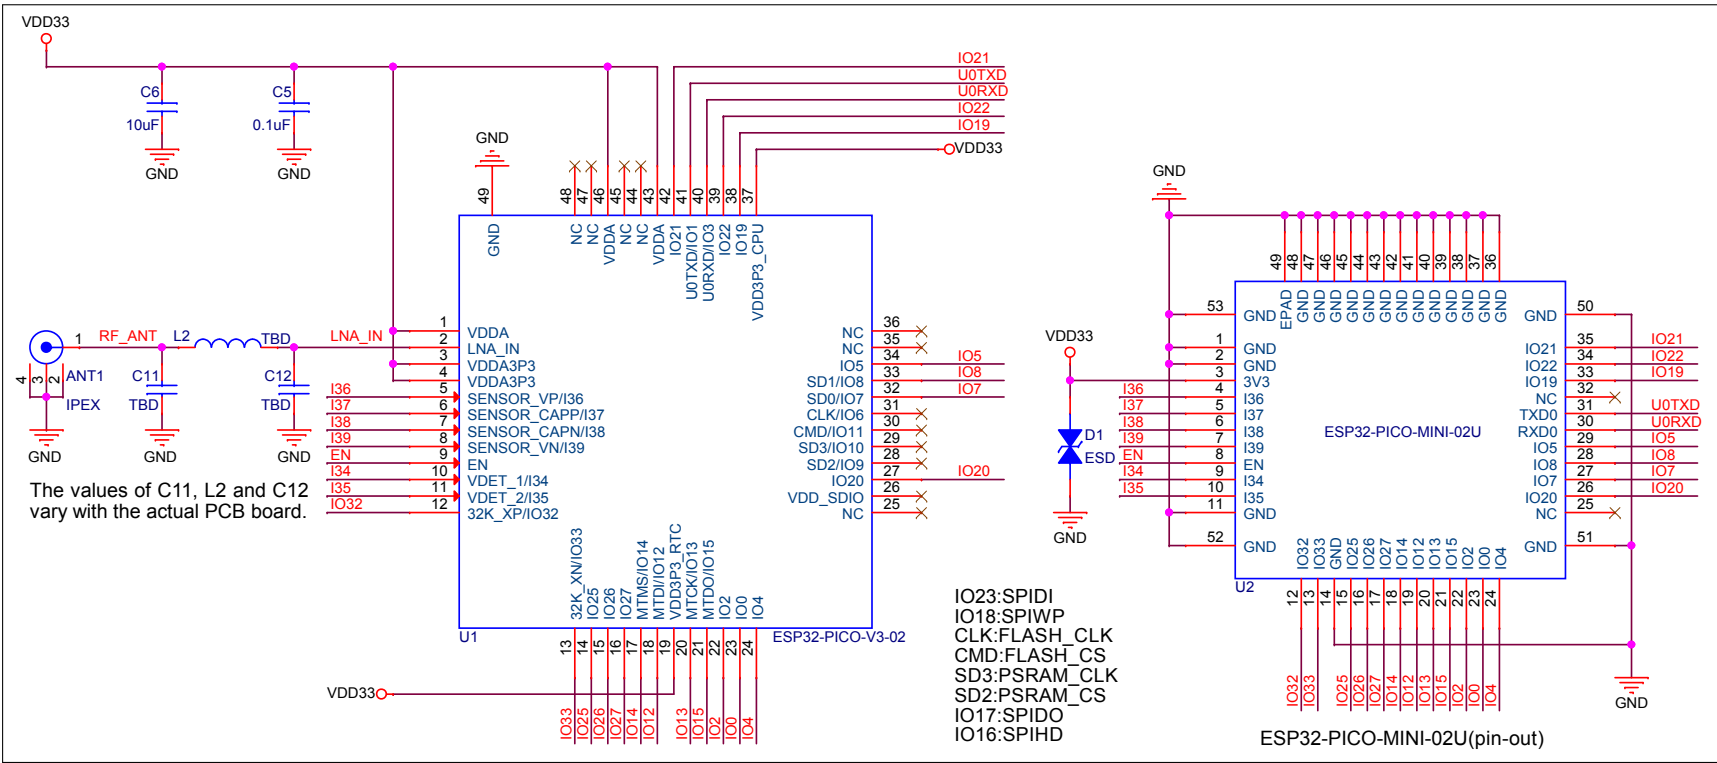 VDD33
C6
10uF
GND
C5
0.1uF
GND
GND
IO21
U0TXD
U0RXD
IO22
IO19
VDD33
49 48 47 46 45 44 43 42 41 40 39 38 37
GND NC NC VDDA NC NC VDDA IO21 U0TXD/IO1 U0RXD/IO3 IO22 IO19 VDD3P3_CPU
1 RF_ANT L2 TBD LNA_IN
4 3 2 ANT1
IPEX
GND
C11
TBD
GND
C12
TBD
GND
The values of C11, L2 and C12
vary with the actual PCB board.
1 VDDA
2 LNA_IN
3 VDDA3P3
4 VDDA3P3
I36 5 SENSOR_VP/I36
I37 6 SENSOR_CAPP/I37
I38 7 SENSOR_CAPN/I38
I39 8 SENSOR_VN/I39
EN 9 EN
I34 10 VDET_1/I34
I35 11 VDET_2/I35
IO32 12 32K_XP/IO32
NC 36
NC 35
IO5 34 IO5
SD1/IO8 33 IO8
SD0/IO7 32 IO7
CLK/IO6 31
CMD/IO11 30
SD3/IO10 29
SD2/IO9 28
IO20 27 IO20
VDD_SDIO 26
NC 25
32K_XN/IO33 IO25 IO26 IO27 MTMS/IO14 MTDI/IO12 VDD3P3_RTC MTCK/IO13 MTDO/IO15 IO2 IO0 IO4
U1
ESP32-PICO-V3-02
13 14 15 16 17 18 19 20 21 22 23 24
VDD33
IO33 IO25 IO26 IO27 IO14 IO12 IO13 IO15 IO2 IO0 IO4
IO23:SPIDI
IO18:SPIWP
CLK:FLASH_CLK
CMD:FLASH_CS
SD3:PSRAM_CLK
SD2:PSRAM_CS
IO17:SPIDO
IO16:SPIHD
GND
49 48 47 46 45 44 43 42 41 40 39 38 37 36
EPAD GND GND GND GND GND GND GND GND GND GND GND GND GND
VDD33
D1
ESD
GND
53 GND
1 GND
2 GND
3 3V3
I36 4 I36
I37 5 I37
I38 6 I38
I39 7 I39
EN 8 EN
I34 9 I34
I35 10 I35
11 GND
52 GND
ESP32-PICO-MINI-02U
GND 50
IO21 35 IO21
IO22 34 IO22
IO19 33 IO19
NC 32
TXD0 31 U0TXD
RXD0 30 U0RXD
IO5 29 IO5
IO8 28 IO8
IO7 27 IO7
IO20 26 IO20
NC 25
GND 51
IO32 IO33 GND IO25 IO26 IO27 IO14 IO12 IO13 IO15 IO2 IO0 IO4
U2
12 13 14 15 16 17 18 19 20 21 22 23 24
IO32 IO33 IO25 IO26 IO27 IO14 IO12 IO13 IO15 IO2 IO0 IO4
GND
ESP32-PICO-MINI-02U(pin-out)